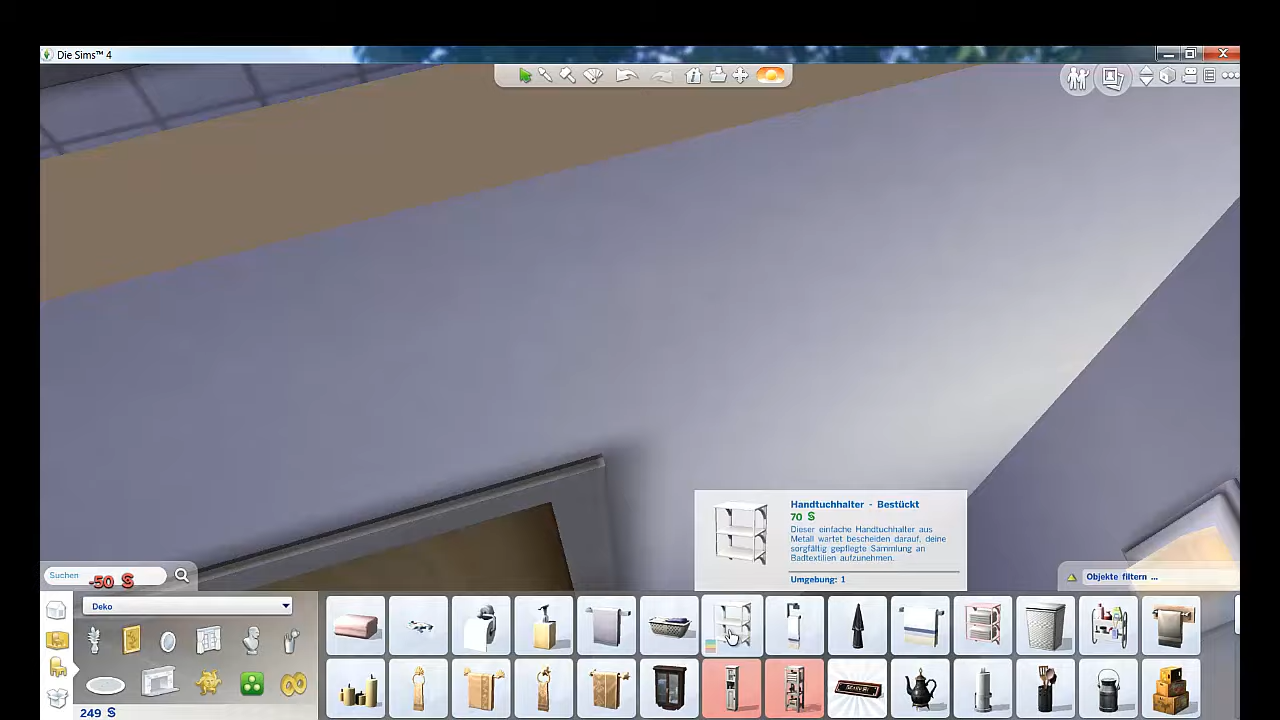 Die Sims™ 4
Handtuchhalter - Bestückt
70 $
Dieser einfache Handtuchhalter aus
Metall wartet bescheiden darauf, deine
sorgfältig gepflegte Sammlung an
Badtextilien aufzunehmen.
Umgebung: 1
Suchen
-50 $
Objekte filtern ...
Deko
249 $